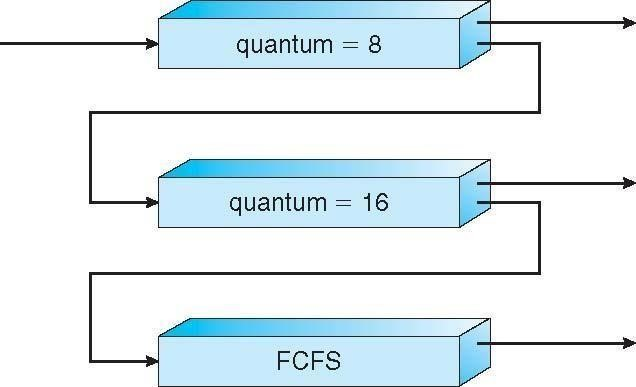 quantum = 8
quantum = 16
FCFS